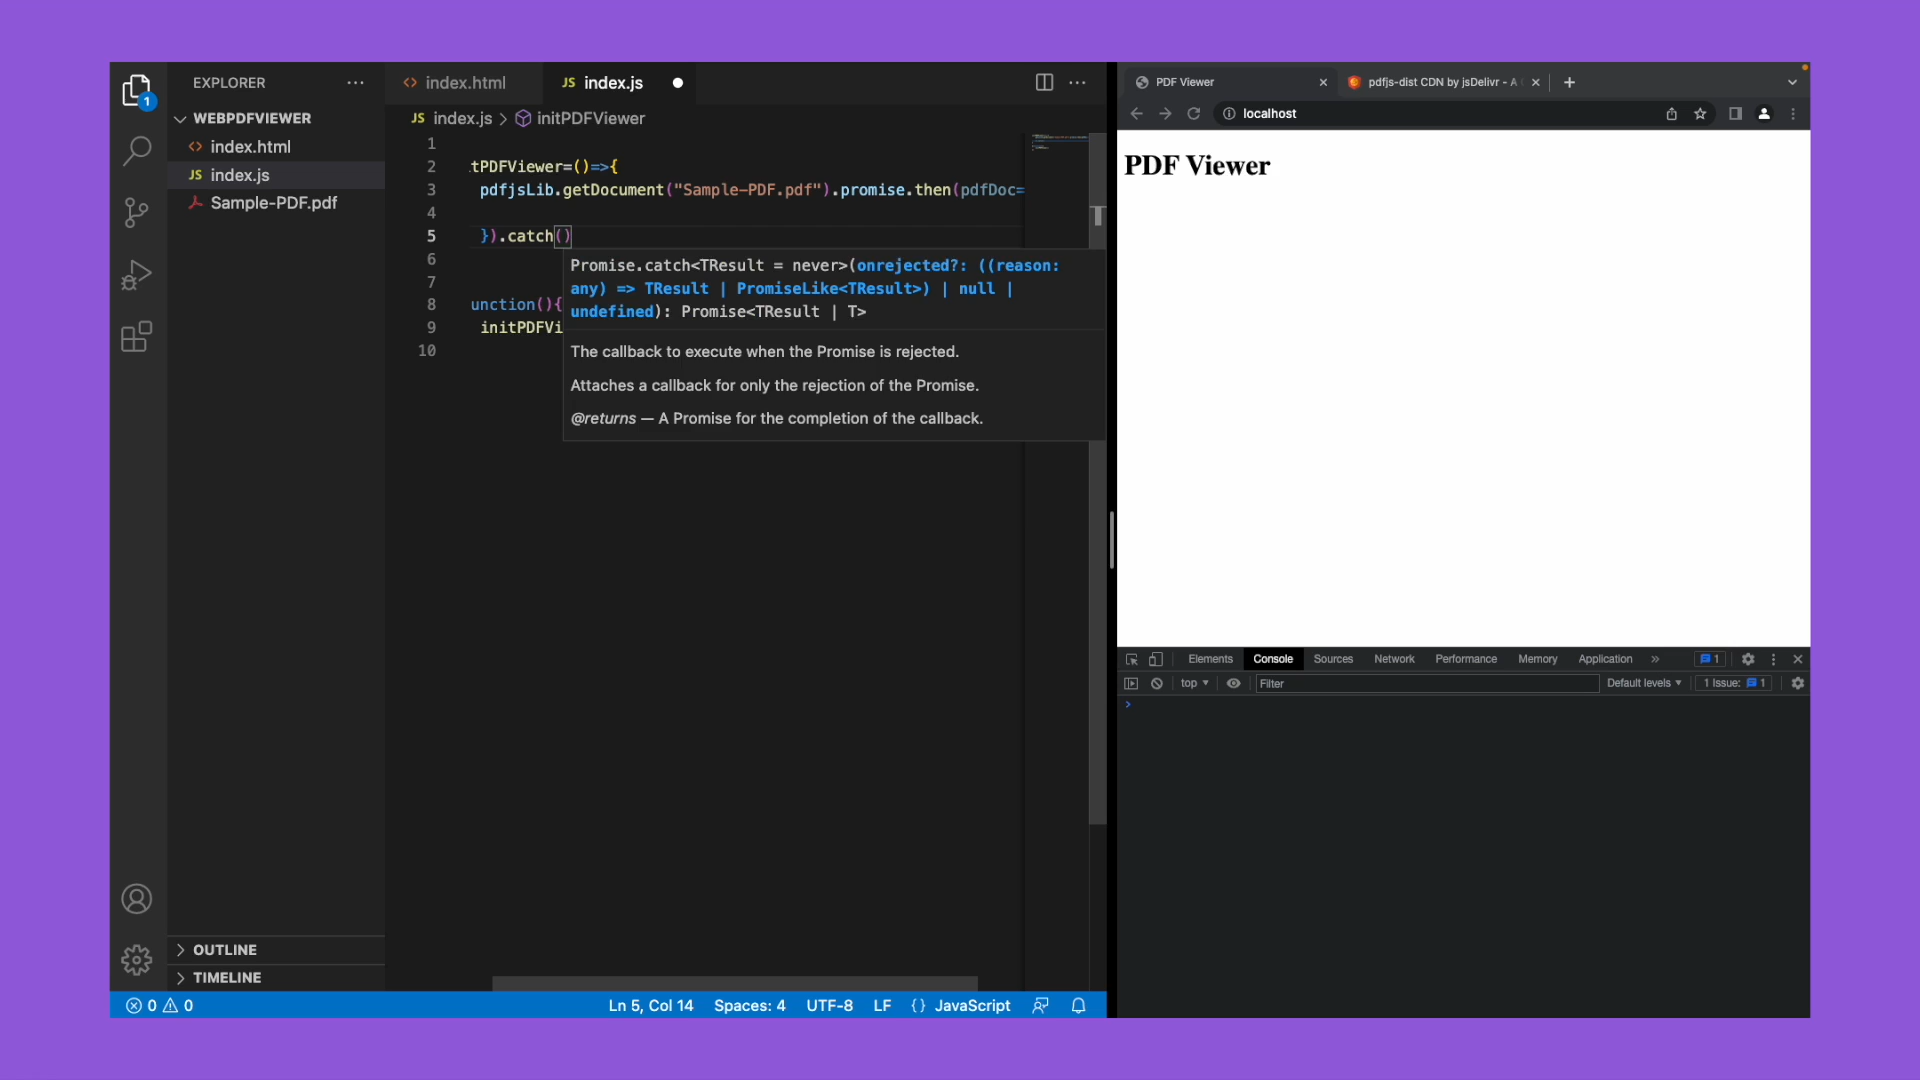 1
EXPLORER
WEBPDFVIEWER
index.html
JS index.js
Sample-PDF.pdf
OUTLINE
TIMELINE
index.html
JS index.js
JS index.js > initPDFViewer
1
2 tPDFViewer=()=>{
3 pdfjsLib.getDocument("Sample-PDF.pdf").promise.then(pdfDoc=
4
5 }).catch()
6
7
8 unction(){
9 initPDFVi
10
Promise.catch<TResult = never>(onrejected?: ((reason:
any) => TResult | PromiseLike<TResult>) | null |
undefined): Promise<TResult | T>
The callback to execute when the Promise is rejected.
Attaches a callback for only the rejection of the Promise.
@returns — A Promise for the completion of the callback.
0 0
Ln 5, Col 14 Spaces: 4 UTF-8 LF {} JavaScript
PDF Viewer
pdfjs-dist CDN by jsDelivr - A
localhost
PDF Viewer
Elements Console Sources Network Performance Memory Application » 1
top Filter Default levels 1 Issue: 1
>